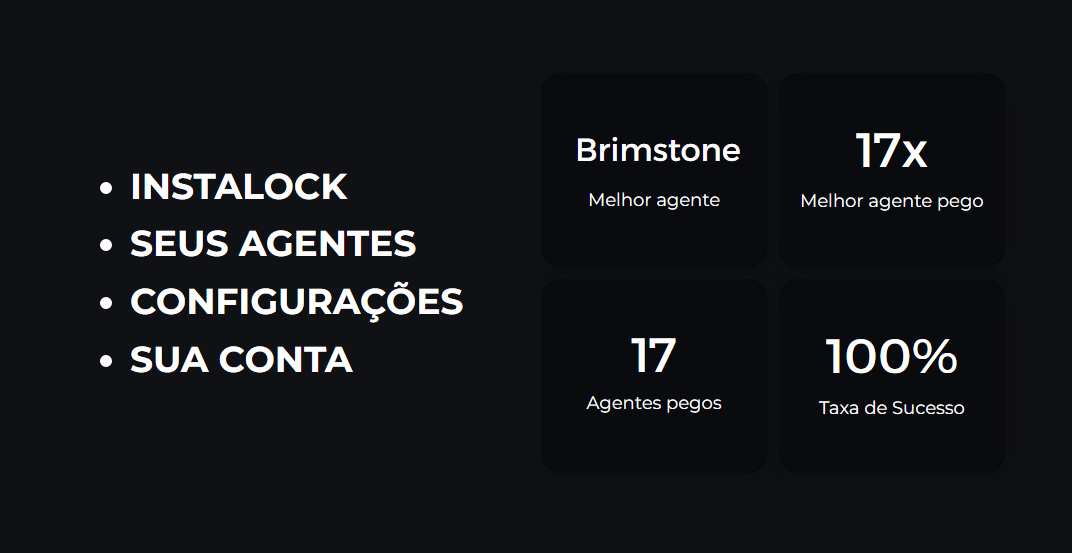 INSTALOCK
SEUS AGENTES
CONFIGURAÇÕES
SUA CONTA
Brimstone
Melhor agente
17x
Melhor agente pego
17
Agentes pegos
100%
Taxa de Sucesso